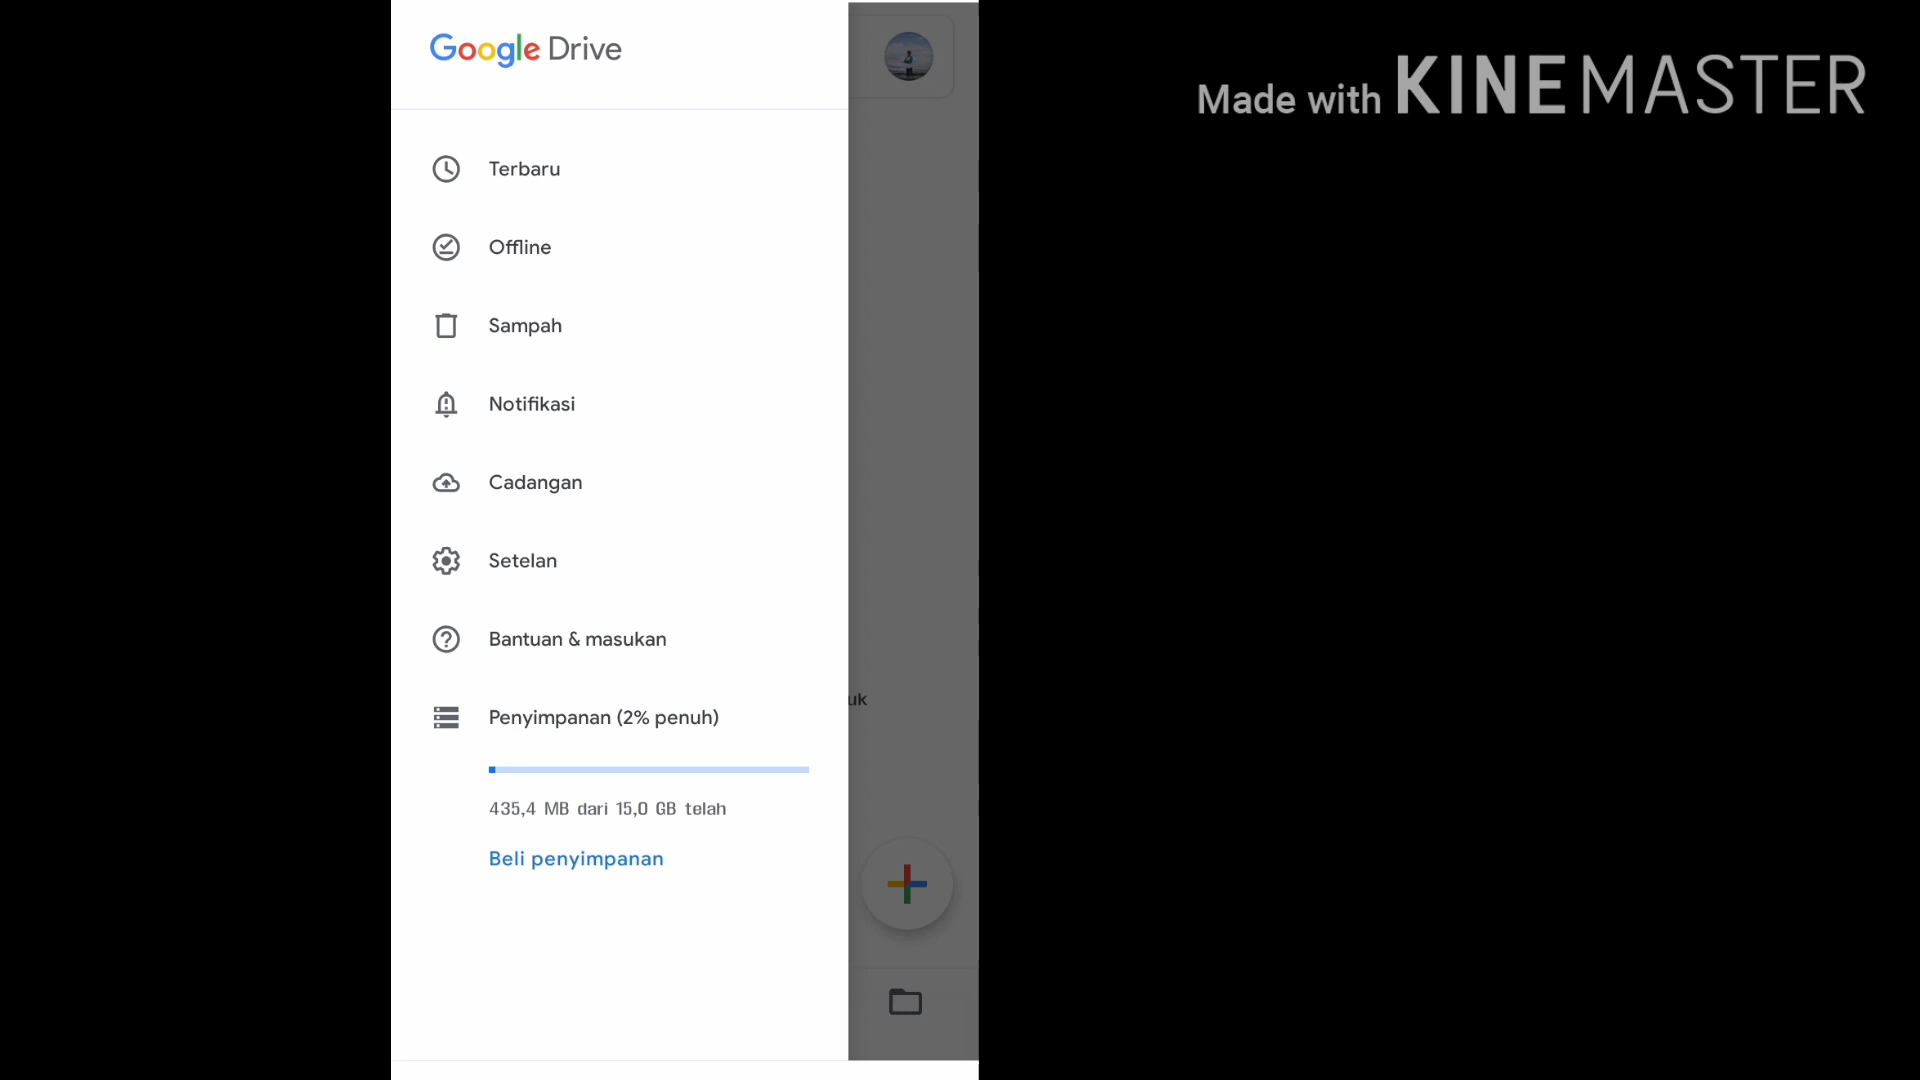 Google Drive
Made with KINEMASTER
Terbaru
Offline
Sampah
Notifikasi
Cadangan
Setelan
Bantuan & masukan
uk
Penyimpanan (2% penuh)
435,4 MB dari 15,0 GB telah
Beli penyimpanan